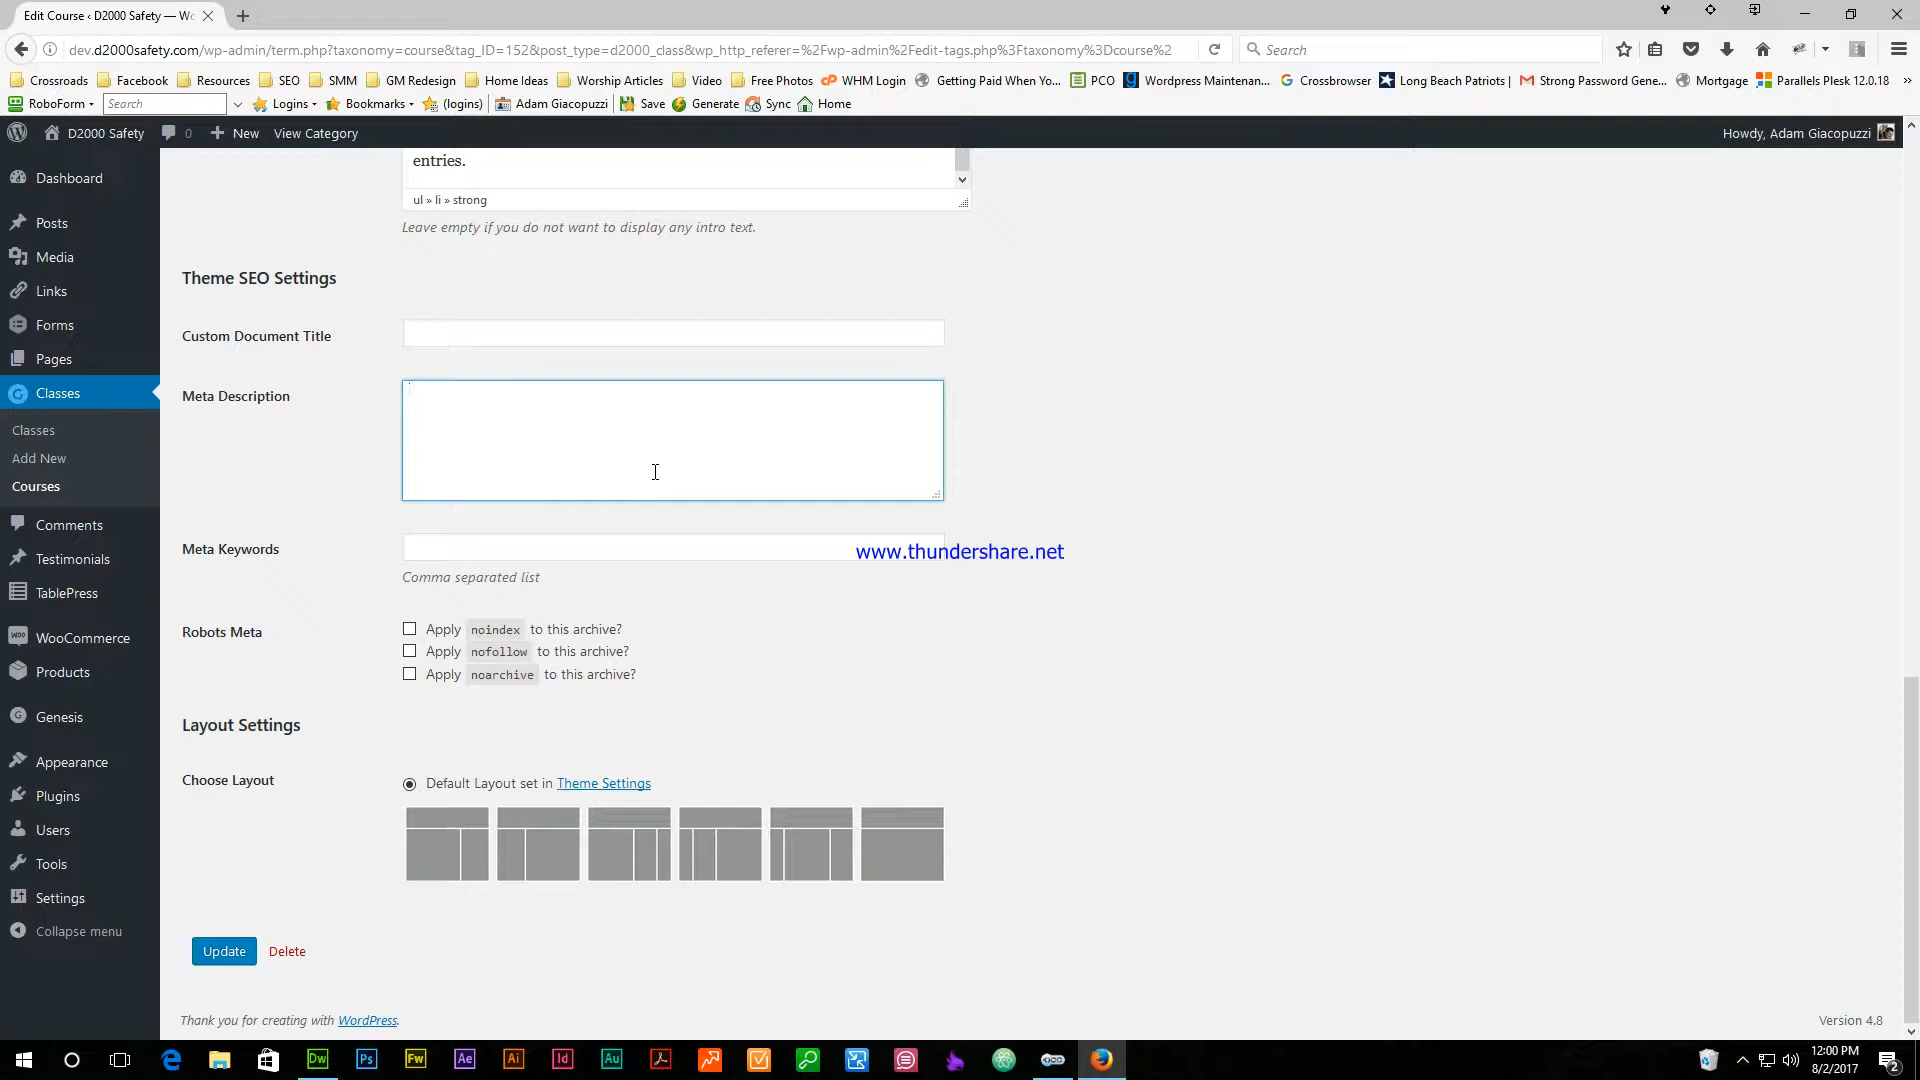 Edit Course ‹ D2000 Safety — Wo
dev.d2000safety.com/wp-admin/term.php?taxonomy=course&tag_ID=152&post_type=d2000_class&wp_http_referer=%2Fwp-admin%2Fedit-tags.php%3Ftaxonomy%3Dcourse%2
Search
Crossroads
Facebook
Resources
SEO
SMM
GM Redesign
Home Ideas
Worship Articles
Video
Free Photos
WHM Login
Getting Paid When Yo...
PCO
Wordpress Maintenan...
Crossbrowser
Long Beach Patriots |
Strong Password Gene...
Mortgage
Parallels Plesk 12.0.18
RoboForm
Search
Logins
Bookmarks
(logins)
Adam Giacopuzzi
Save
Generate
Sync
Home
D2000 Safety
0
New
View Category
Howdy, Adam Giacopuzzi
Dashboard
Posts
Media
Links
Forms
Pages
Classes
Classes
Add New
Courses
Comments
Testimonials
TablePress
WooCommerce
Products
Genesis
Appearance
Plugins
Users
Tools
Settings
Collapse menu
entries.
ul » li » strong
Leave empty if you do not want to display any intro text.
Theme SEO Settings
Custom Document Title
Meta Description
Meta Keywords
www.thundershare.net
Comma separated list
Robots Meta
Apply noindex to this archive?
Apply nofollow to this archive?
Apply noarchive to this archive?
Layout Settings
Choose Layout
Default Layout set in Theme Settings
Update
Delete
Thank you for creating with WordPress.
Version 4.8
Dw
Ps
Fw
Ae
Ai
Id
Au
12:00 PM
8/2/2017
2